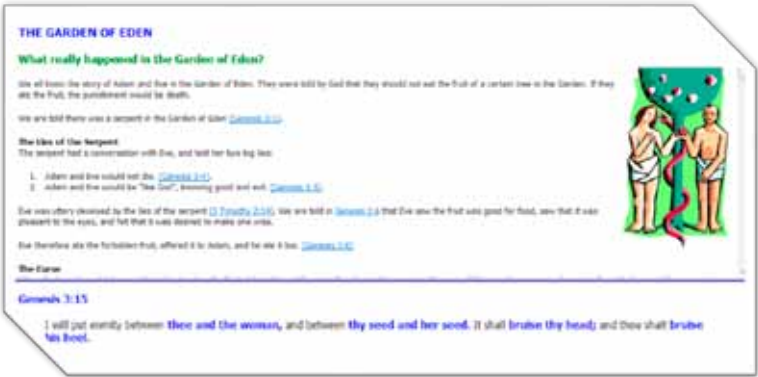 THE GARDEN OF EDEN
What really happened in the Garden of Eden?
We all know the story of Adam and Eve in the Garden of Eden. They were told by God that they should not eat the fruit of a certain tree in the Garden. If they
ate the fruit, the punishment would be death.
We are told there was a serpent in the Garden of Eden (Genesis 3:1).
The Lies of the Serpent
The serpent had a conversation with Eve, and told her two big lies:
1. Adam and Eve would not die. (Genesis 3:4).
2. Adam and Eve would be "like God", knowing good and evil. (Genesis 3:5).
Eve was utterly deceived by the lies of the serpent (1 Timothy 2:14). We are told in Genesis 3:6 that Eve saw the fruit was good for food, saw that it was
pleasant to the eyes, and felt that it was desired to make one wise.
Eve therefore ate the forbidden fruit, offered it to Adam, and he ate it too. (Genesis 3:6)
The Curse
Genesis 3:15
I will put enmity between thee and the woman, and between thy seed and her seed. It shall bruise thy head; and thou shalt bruise
his heel.